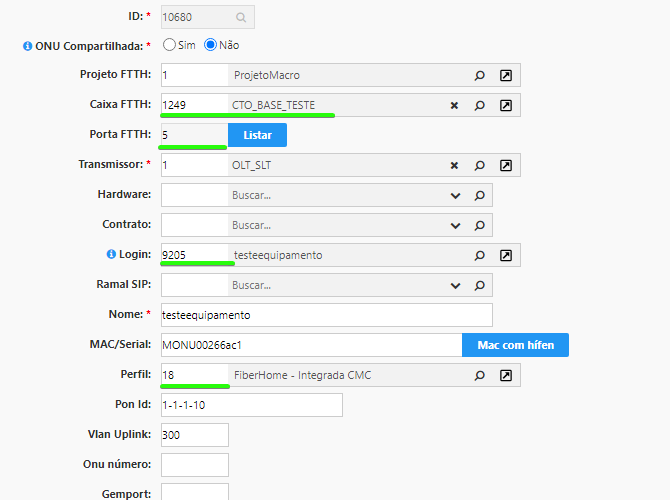 ID: * 10680
ONU Compartilhada: * Sim Não
Projeto FTTH: 1 ProjetoMacro
Caixa FTTH: 1249 CTO_BASE_TESTE
Porta FTTH: 5 Listar
Transmissor: * 1 OLT_SLT
Hardware: Buscar...
Contrato: Buscar...
Login: 9205 testeequipamento
Ramal SIP: Buscar...
Nome: * testeequipamento
MAC/Serial: MONU00266ac1 Mac com hífen
Perfil: 18 FiberHome - Integrada CMC
Pon Id: 1-1-1-10
Vlan Uplink: 300
Onu número:
Gemport: